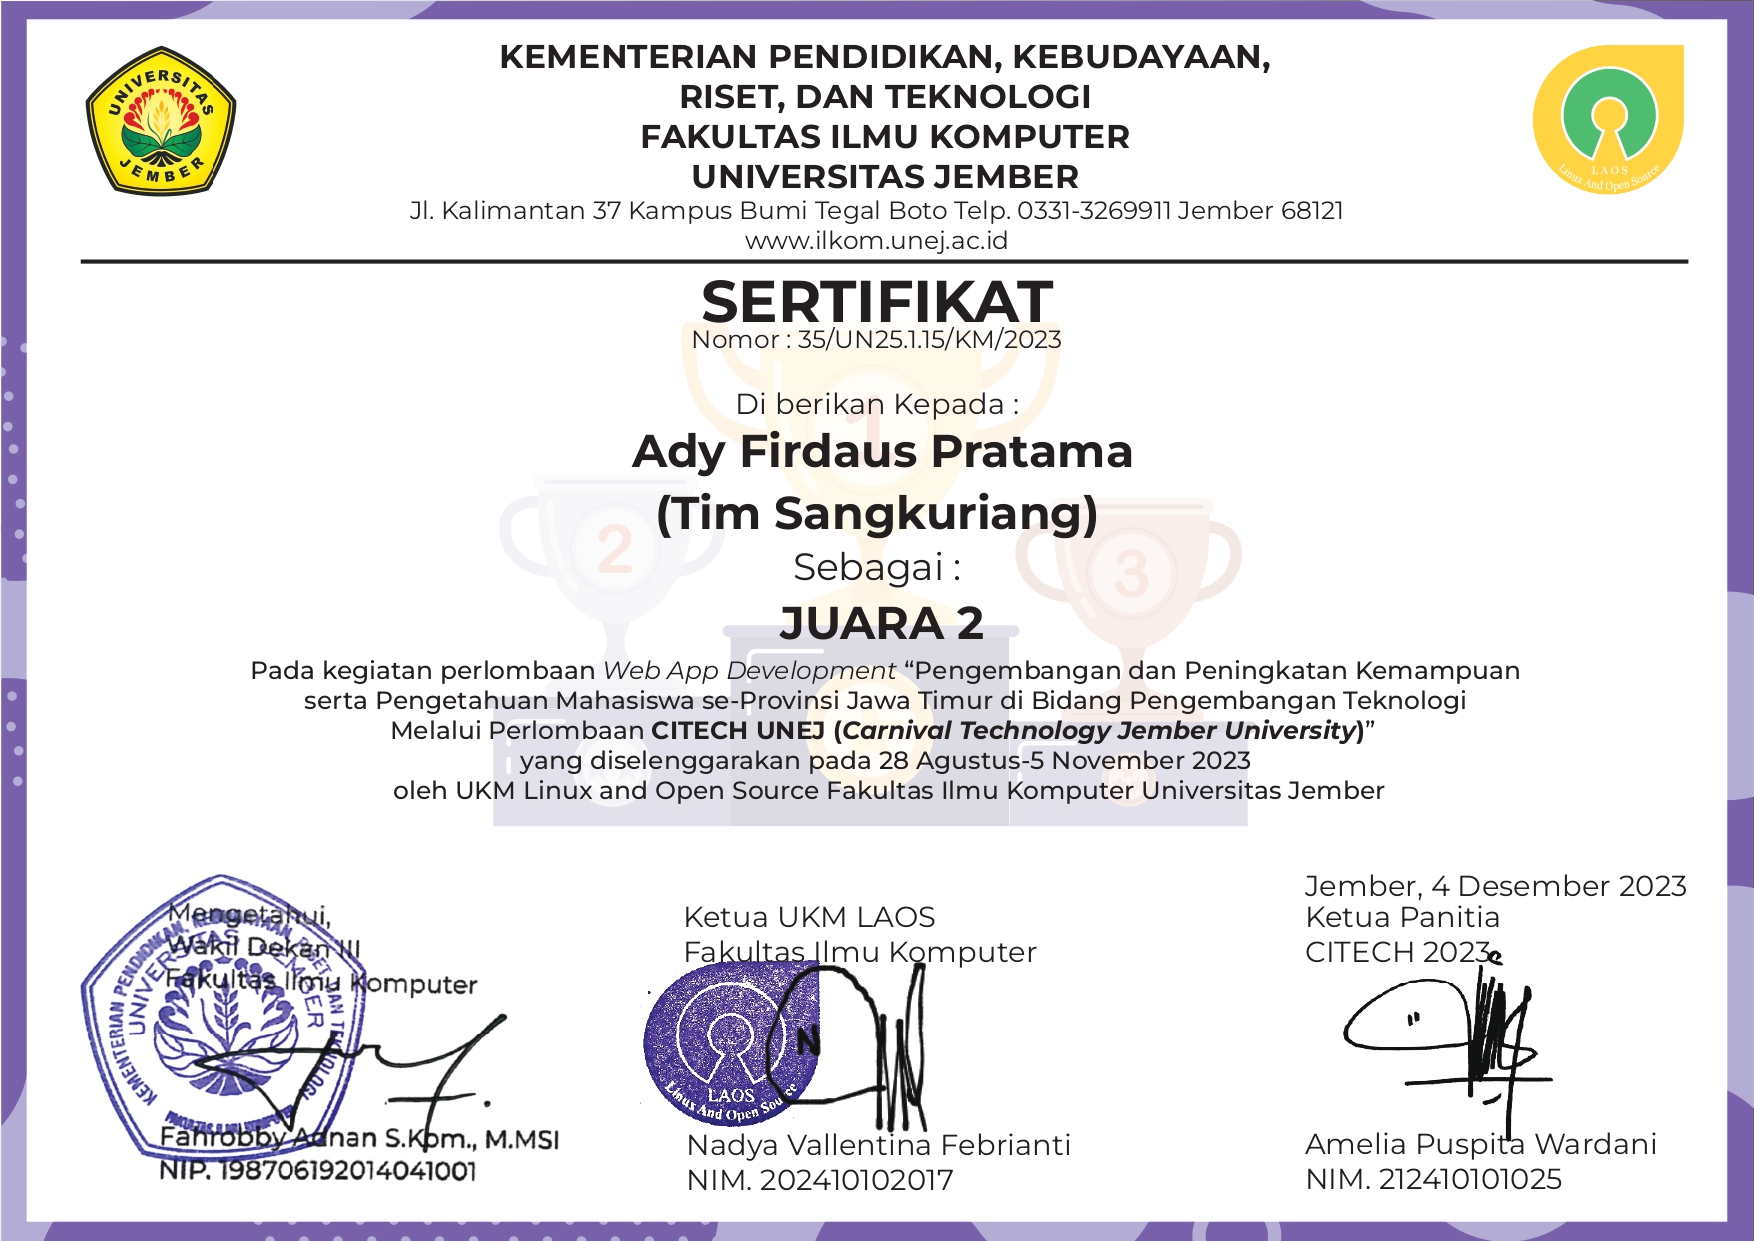 UNIVERSITAS
JEMBER
KEMENTERIAN PENDIDIKAN, KEBUDAYAAN,
RISET, DAN TEKNOLOGI
FAKULTAS ILMU KOMPUTER
UNIVERSITAS JEMBER
Jl. Kalimantan 37 Kampus Bumi Tegal Boto Telp. 0331-3269911 Jember 68121
www.ilkom.unej.ac.id
LAOS
Linux And Open Source
SERTIFIKAT
Nomor : 35/UN25.1.15/KM/2023
Di berikan Kepada :
1
Ady Firdaus Pratama
(Tim Sangkuriang)
2
3
Sebagai :
JUARA 2
Pada kegiatan perlombaan Web App Development “Pengembangan dan Peningkatan Kemampuan
serta Pengetahuan Mahasiswa se-Provinsi Jawa Timur di Bidang Pengembangan Teknologi
Melalui Perlombaan CITECH UNEJ (Carnival Technology Jember University)”
yang diselenggarakan pada 28 Agustus-5 November 2023
oleh UKM Linux and Open Source Fakultas Ilmu Komputer Universitas Jember
Mengetahui,
Wakil Dekan III
Fakultas Ilmu Komputer
Fahrobby Adnan S.Kom., M.MSI
NIP. 198706192014041001
Ketua UKM LAOS
Fakultas Ilmu Komputer
LAOS
Linux And Open Source
Nadya Vallentina Febrianti
NIM. 202410102017
Jember, 4 Desember 2023
Ketua Panitia
CITECH 2023
Amelia Puspita Wardani
NIM. 212410101025